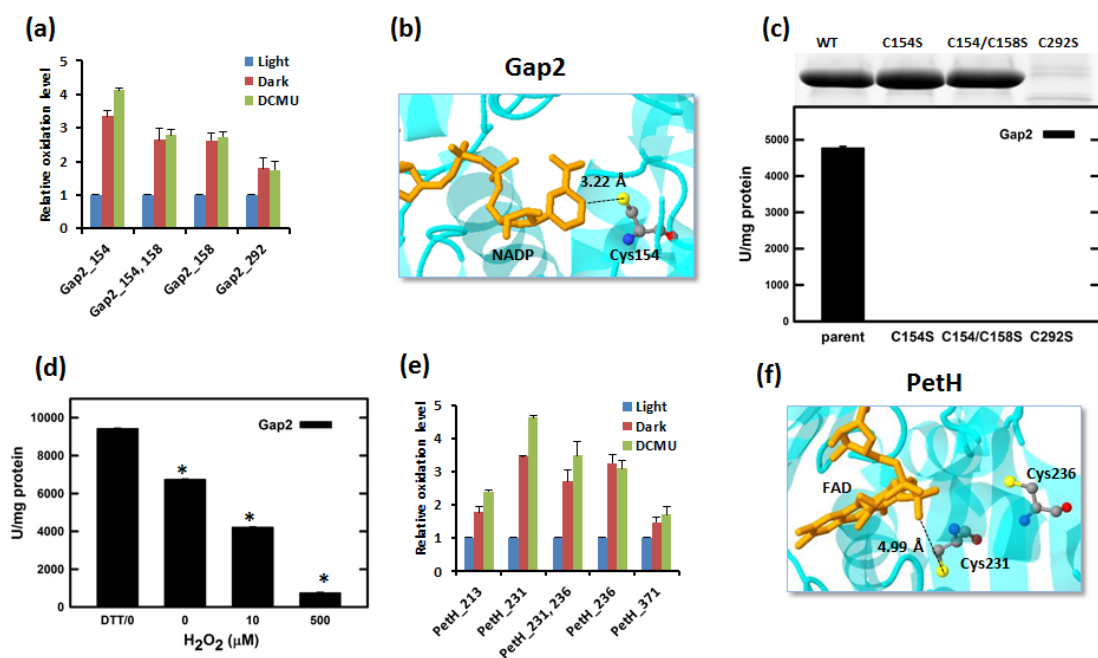 (a)
Relative oxidation level
5
4
3
2
1
0
Light
Dark
DCMU
Gap2_154
Gap2_154, 158
Gap2_158
Gap2_292
(b)
Gap2
3.22 Å
NADP
Cys154
(c)
WT C154S C154/C158S C292S
U/mg protein
5000
4000
3000
2000
1000
0
Gap2
parent C154S C154/C158S C292S
(d)
U/mg protein
10000
8000
6000
4000
2000
0
Gap2
*
*
*
DTT/0 0 10 500
H₂O₂ (μM)
(e)
Relative oxidation level
5
4
3
2
1
0
Light
Dark
DCMU
PetH_213
PetH_231
PetH_231, 236
PetH_236
PetH_371
(f)
PetH
FAD
Cys236
4.99 Å
Cys231